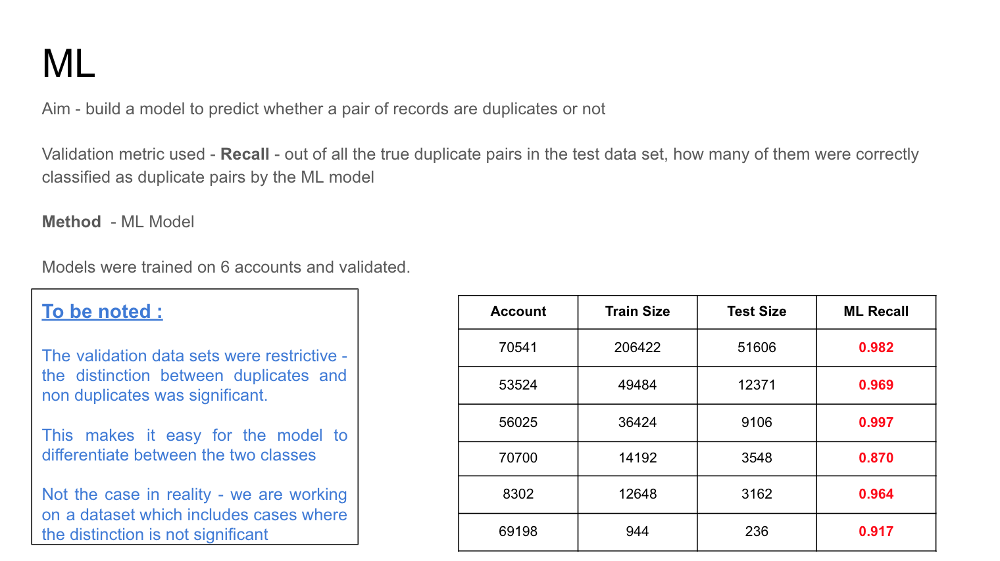 ML
Aim - build a model to predict whether a pair of records are duplicates or not
Validation metric used - Recall - out of all the true duplicate pairs in the test data set, how many of them were correctly
classified as duplicate pairs by the ML model
Method - ML Model
Models were trained on 6 accounts and validated.
To be noted :
The validation data sets were restrictive -
the distinction between duplicates and
non duplicates was significant.
This makes it easy for the model to
differentiate between the two classes
Not the case in reality - we are working
on a dataset which includes cases where
the distinction is not significant
Account Train Size Test Size ML Recall
70541 206422 51606 0.982
53524 49484 12371 0.969
56025 36424 9106 0.997
70700 14192 3548 0.870
8302 12648 3162 0.964
69198 944 236 0.917